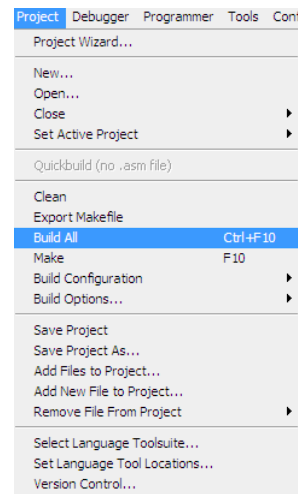 Project Debugger Programmer Tools
Project Wizard...
New...
Open...
Close
Set Active Project
Quickbuild (no .asm file)
Clean
Export Makefile
Build All Ctrl+F10
Make F10
Build Configuration
Build Options...
Save Project
Save Project As...
Add Files to Project...
Add New File to Project...
Remove File From Project
Select Language Toolsuite...
Set Language Tool Locations...
Version Control...